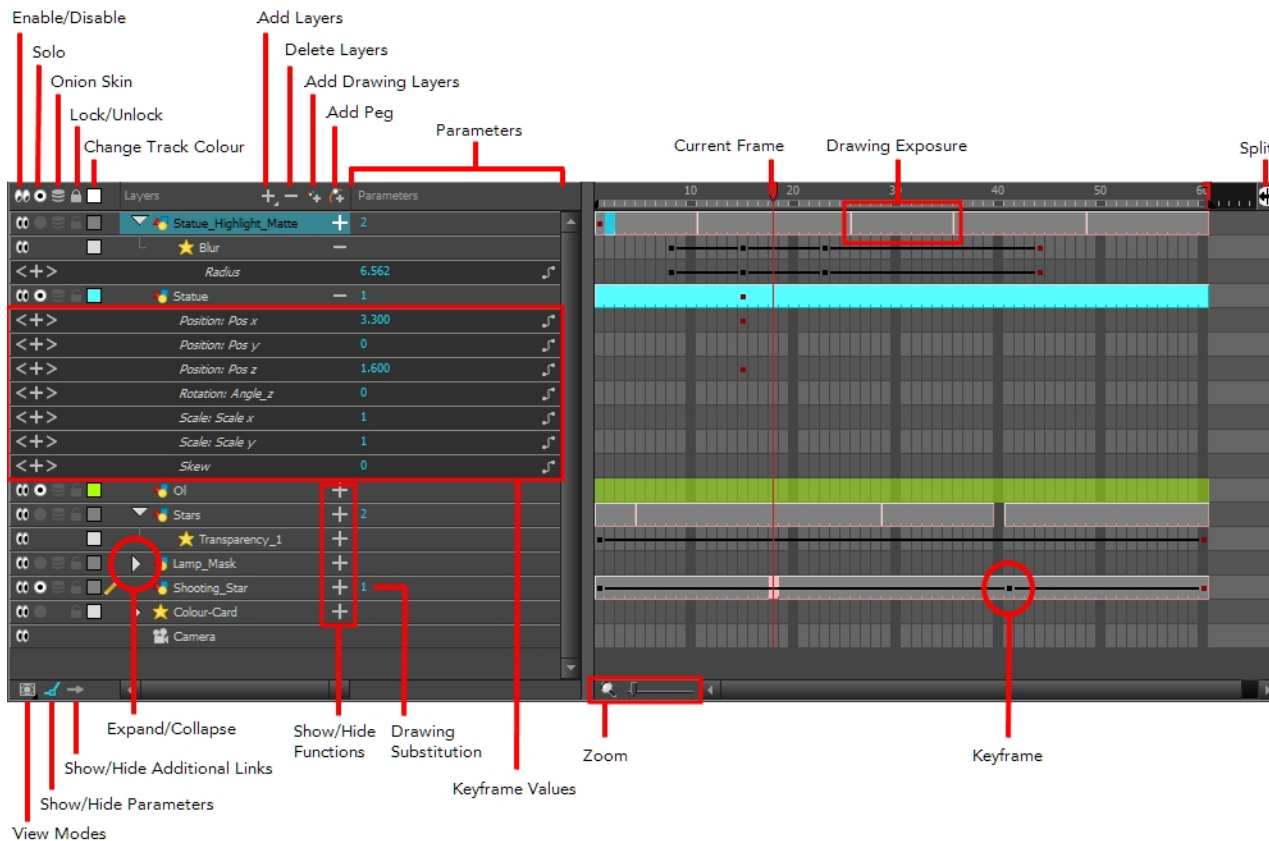 Enable/Disable
Add Layers
Solo
Delete Layers
Onion Skin
Add Drawing Layers
Lock/Unlock
Add Peg
Change Track Colour
Parameters
Current Frame
Drawing Exposure
Split
Layers
Parameters
10 20 30 40 50 60
Statue_Highlight_Matte 2
Blur
Radius 6.562
Statue 1
Position: Pos x 3.300
Position: Pos y 0
Position: Pos z 1.600
Rotation: Angle_z 0
Scale: Scale x 1
Scale: Scale y 1
Skew 0
Ol
Stars 2
Transparency_1
Lamp_Mask
Shooting_Star 1
Colour-Card
Camera
Expand/Collapse
Show/Hide
Functions
Drawing
Substitution
Zoom
Keyframe
Show/Hide Additional Links
Keyframe Values
Show/Hide Parameters
View Modes